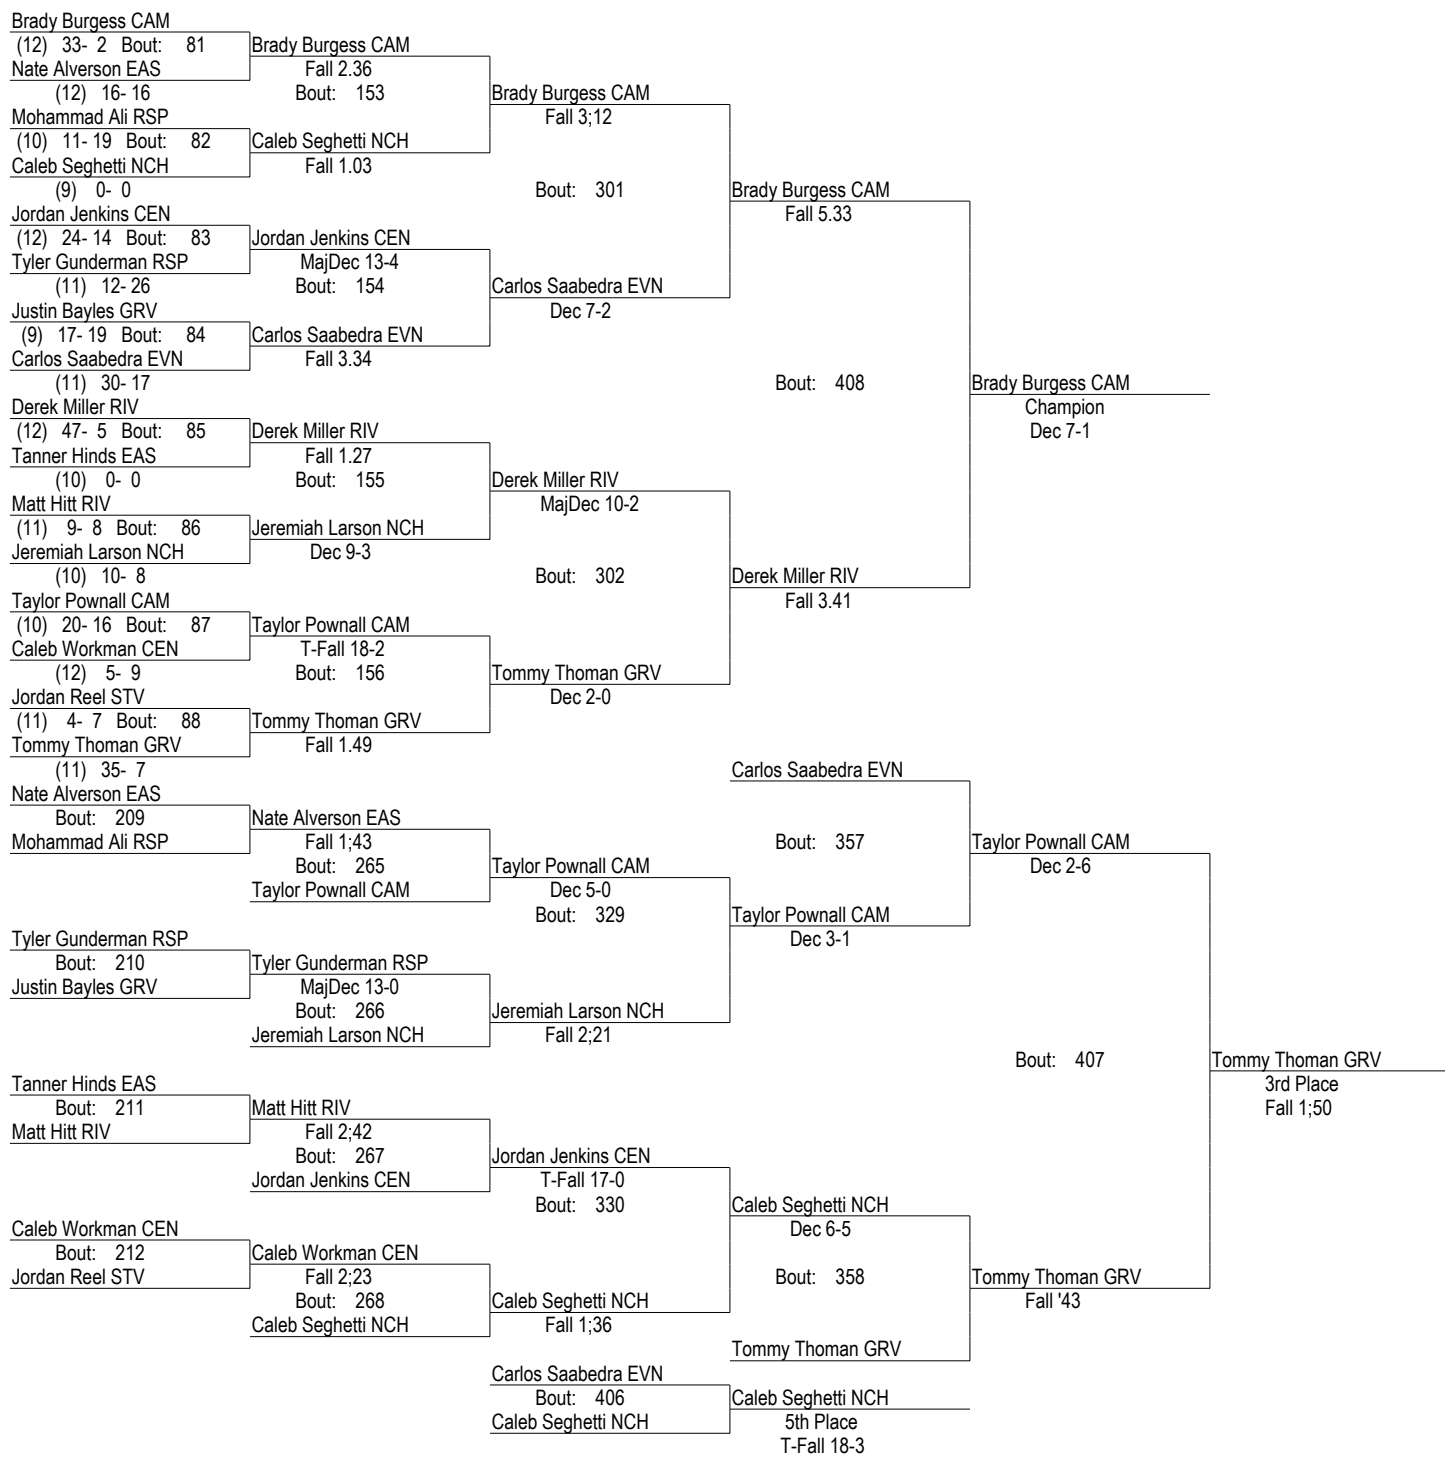 Brady Burgess CAM
(12) 33- 2 Bout: 81 Brady Burgess CAM
Nate Alverson EAS Fall 2.36
(12) 16- 16 Bout: 153 Brady Burgess CAM
Mohammad Ali RSP Fall 3;12
(10) 11- 19 Bout: 82 Caleb Seghetti NCH
Caleb Seghetti NCH Fall 1.03
(9) 0- 0 Bout: 301 Brady Burgess CAM
Jordan Jenkins CEN Fall 5.33
(12) 24- 14 Bout: 83 Jordan Jenkins CEN
Tyler Gunderman RSP MajDec 13-4
(11) 12- 26 Bout: 154 Carlos Saabedra EVN
Justin Bayles GRV Dec 7-2
(9) 17- 19 Bout: 84 Carlos Saabedra EVN
Carlos Saabedra EVN Fall 3.34
(11) 30- 17 Bout: 408 Brady Burgess CAM
Derek Miller RIV Champion
(12) 47- 5 Bout: 85 Derek Miller RIV Dec 7-1
Tanner Hinds EAS Fall 1.27
(10) 0- 0 Bout: 155 Derek Miller RIV
Matt Hitt RIV MajDec 10-2
(11) 9- 8 Bout: 86 Jeremiah Larson NCH
Jeremiah Larson NCH Dec 9-3
(10) 10- 8 Bout: 302 Derek Miller RIV
Taylor Pownall CAM Fall 3.41
(10) 20- 16 Bout: 87 Taylor Pownall CAM
Caleb Workman CEN T-Fall 18-2
(12) 5- 9 Bout: 156 Tommy Thoman GRV
Jordan Reel STV Dec 2-0
(11) 4- 7 Bout: 88 Tommy Thoman GRV
Tommy Thoman GRV Fall 1.49
(11) 35- 7 Carlos Saabedra EVN
Nate Alverson EAS
Bout: 209 Nate Alverson EAS
Mohammad Ali RSP Fall 1;43 Bout: 357 Taylor Pownall CAM
Bout: 265 Taylor Pownall CAM Dec 2-6
Taylor Pownall CAM Dec 5-0
Bout: 329 Taylor Pownall CAM
Tyler Gunderman RSP Dec 3-1
Bout: 210 Tyler Gunderman RSP
Justin Bayles GRV MajDec 13-0
Bout: 266 Jeremiah Larson NCH
Jeremiah Larson NCH Fall 2;21
Bout: 407 Tommy Thoman GRV
Tanner Hinds EAS 3rd Place
Bout: 211 Matt Hitt RIV Fall 1;50
Matt Hitt RIV Fall 2;42
Bout: 267 Jordan Jenkins CEN
Jordan Jenkins CEN T-Fall 17-0
Bout: 330 Caleb Seghetti NCH
Caleb Workman CEN Dec 6-5
Bout: 212 Caleb Workman CEN
Jordan Reel STV Fall 2;23 Bout: 358 Tommy Thoman GRV
Bout: 268 Caleb Seghetti NCH Fall '43
Caleb Seghetti NCH Fall 1;36
Tommy Thoman GRV
Carlos Saabedra EVN
Bout: 406 Caleb Seghetti NCH
Caleb Seghetti NCH 5th Place
T-Fall 18-3